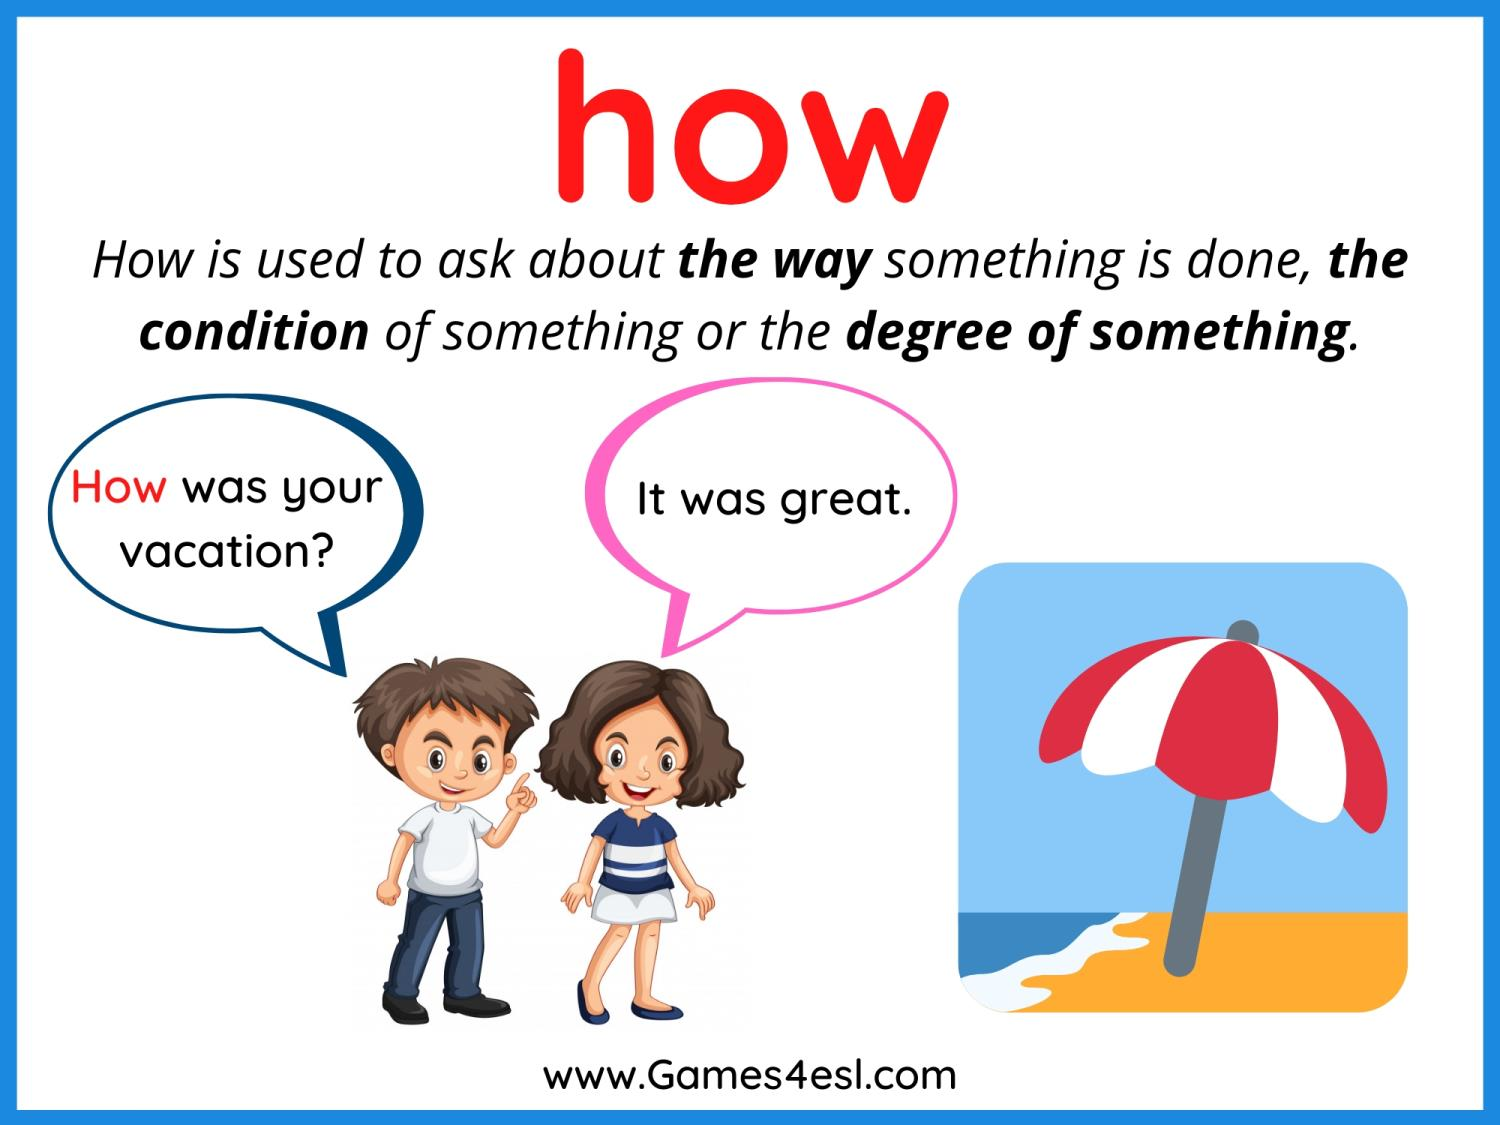 how
How is used to ask about the way something is done, the
condition of something or the degree of something.
How was your
vacation?
It was great.
www.Games4esl.com